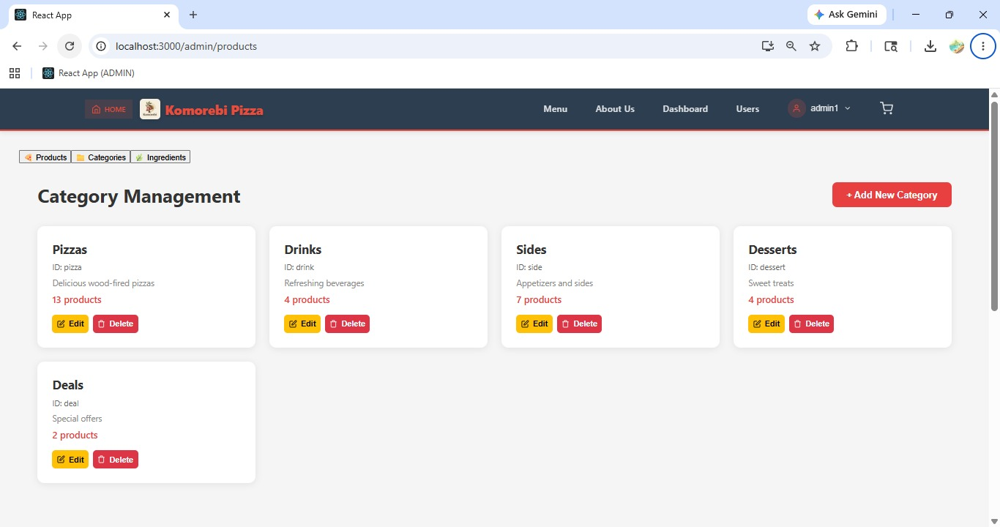 React App
Ask Gemini
localhost:3000/admin/products
React App (ADMIN)
HOME
Komorebi
Komorebi Pizza
Menu
About Us
Dashboard
Users
admin1
Products
Categories
Ingredients
Category Management
+ Add New Category
Pizzas
ID: pizza
Delicious wood-fired pizzas
13 products
Edit
Delete
Drinks
ID: drink
Refreshing beverages
4 products
Edit
Delete
Sides
ID: side
Appetizers and sides
7 products
Edit
Delete
Desserts
ID: dessert
Sweet treats
4 products
Edit
Delete
Deals
ID: deal
Special offers
2 products
Edit
Delete